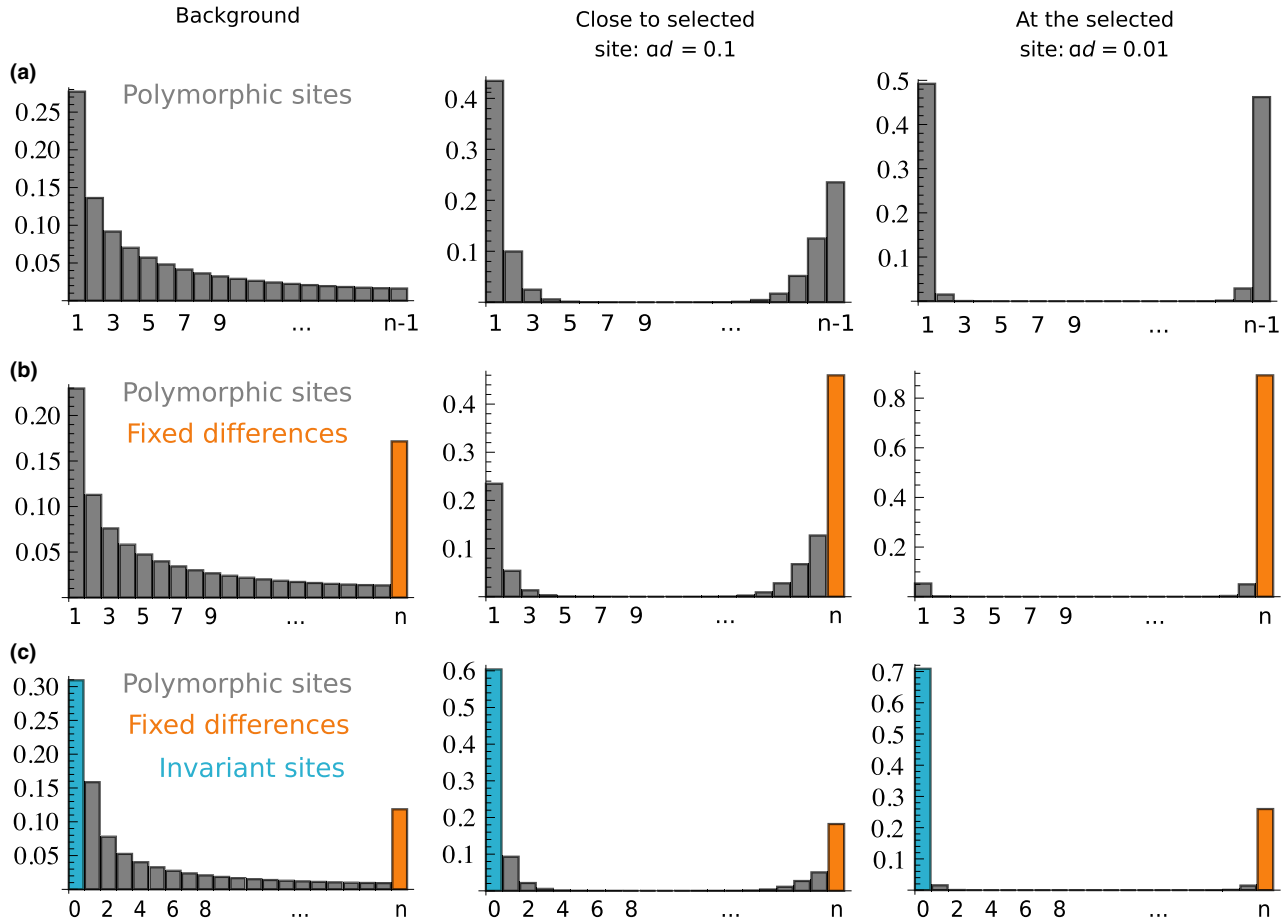 Background
Close to selected
site: αd = 0.1
At the selected
site: αd = 0.01
(a)
Polymorphic sites
0.25
0.20
0.15
0.10
0.05
1 3 5 7 9 ... n-1
0.4
0.3
0.2
0.1
1 3 5 7 9 ... n-1
0.5
0.4
0.3
0.2
0.1
1 3 5 7 9 ... n-1
(b)
Polymorphic sites
Fixed differences
0.20
0.15
0.10
0.05
1 3 5 7 9 ... n
0.4
0.3
0.2
0.1
1 3 5 7 9 ... n
0.8
0.6
0.4
0.2
1 3 5 7 9 ... n
(c)
Polymorphic sites
Fixed differences
Invariant sites
0.30
0.25
0.20
0.15
0.10
0.05
0 2 4 6 8 ... n
0.6
0.5
0.4
0.3
0.2
0.1
0 2 4 6 8 ... n
0.7
0.6
0.5
0.4
0.3
0.2
0.1
0 2 4 6 8 ... n